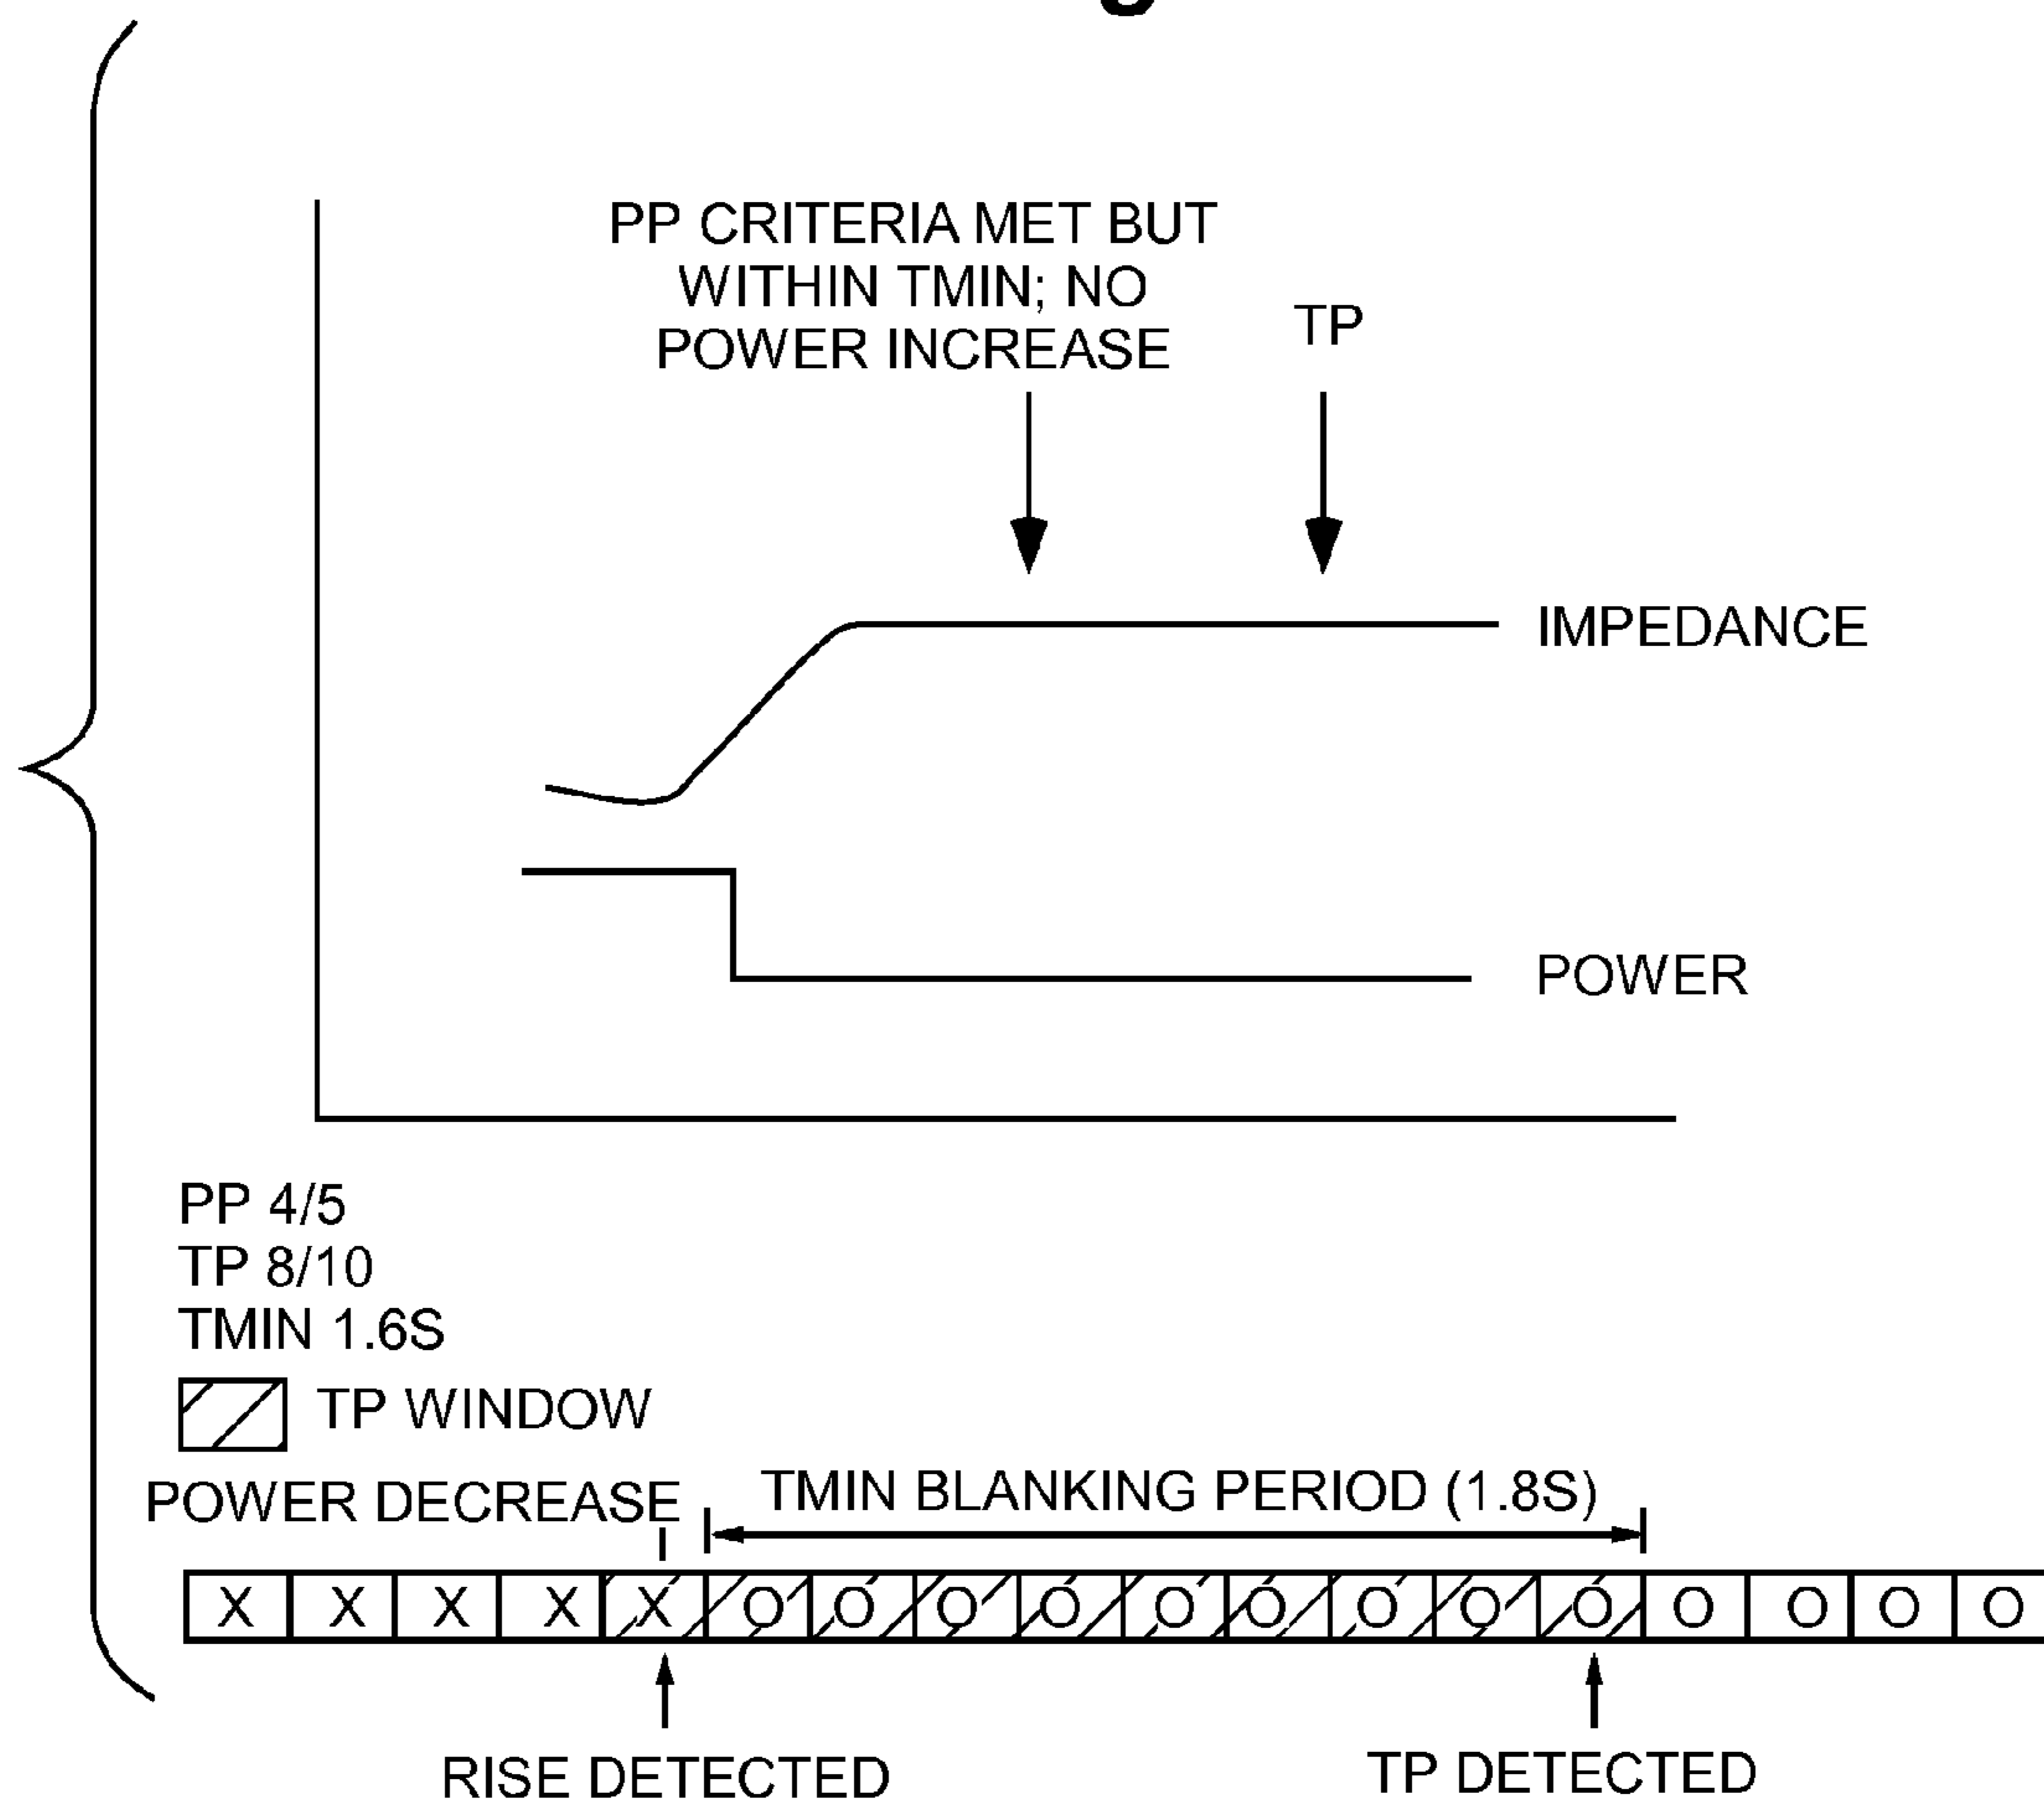 PP CRITERIA MET BUT
WITHIN TMIN; NO
POWER INCREASE
TP
IMPEDANCE
POWER
PP 4/5
TP 8/10
TMIN 1.6S
TP WINDOW
POWER DECREASE
TMIN BLANKING PERIOD (1.8S)
X X X X X O O O O O O O O O O O O O
RISE DETECTED
TP DETECTED